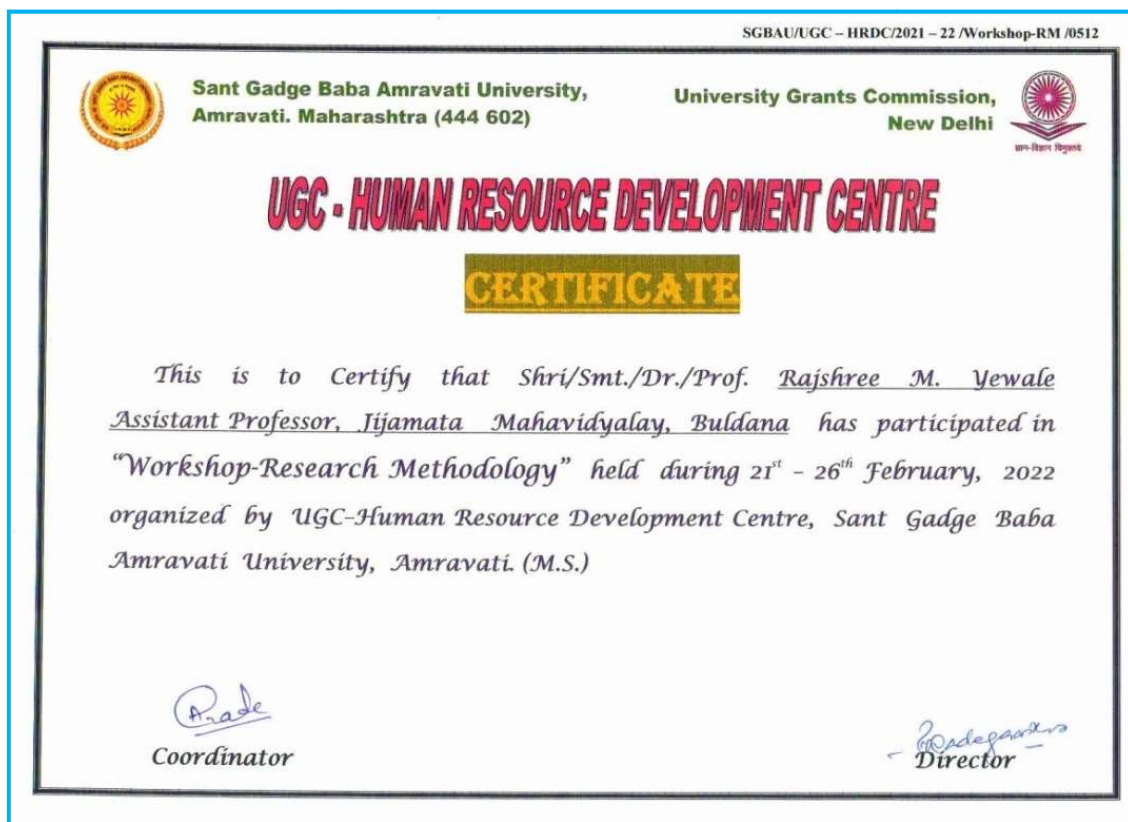 SGBAU/UGC – HRDC/2021 – 22 /Workshop-RM /0512
Sant Gadge Baba Amravati University,
Amravati. Maharashtra (444 602)
University Grants Commission,
New Delhi
ज्ञान-विज्ञान विमुक्तये
UGC - HUMAN RESOURCE DEVELOPMENT CENTRE
CERTIFICATE
This is to Certify that Shri/Smt./Dr./Prof. Rajshree M. Yewale
Assistant Professor, Jijamata Mahavidyalay, Buldana has participated in
“Workshop-Research Methodology” held during 21st – 26th February, 2022
organized by UGC–Human Resource Development Centre, Sant Gadge Baba
Amravati University, Amravati. (M.S.)
Coordinator
Director